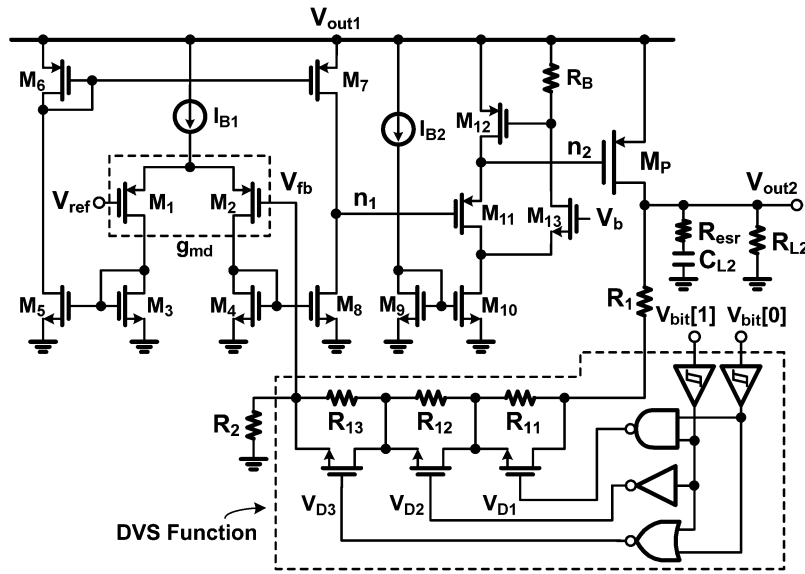 Vout1
M6
M7
IB1
IB2
RB
M12
n2
MP
Vout2
Vref
M1
M2
Vfb
n1
M11
M13
Vb
gmd
Resr
CL2
RL2
M5
M3
M4
M8
M9
M10
R1
Vbit[1]
Vbit[0]
R2
R13
R12
R11
VD3
VD2
VD1
DVS Function